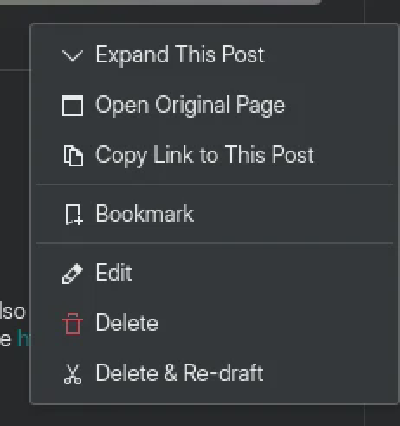 Expand This Post
Open Original Page
Copy Link to This Post
Bookmark
Edit
lso
Delete
e h
Delete & Re-draft